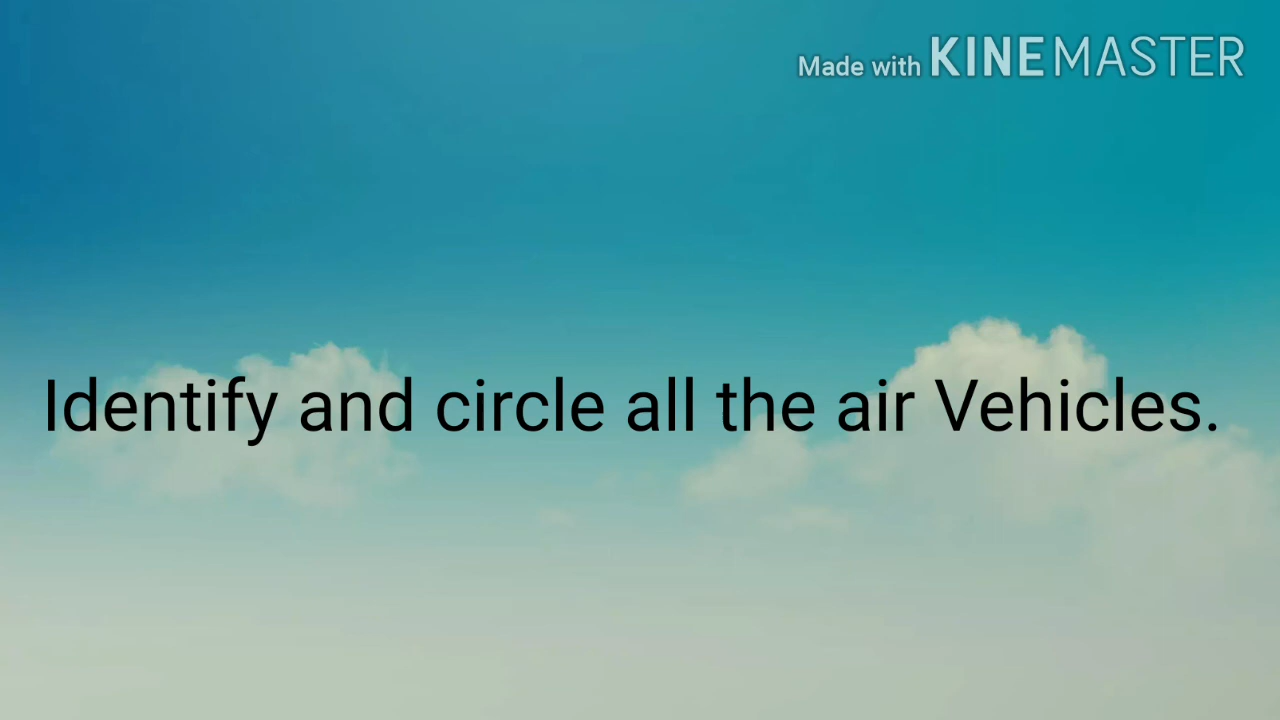 Made with KINEMASTER
Identify and circle all the air Vehicles.